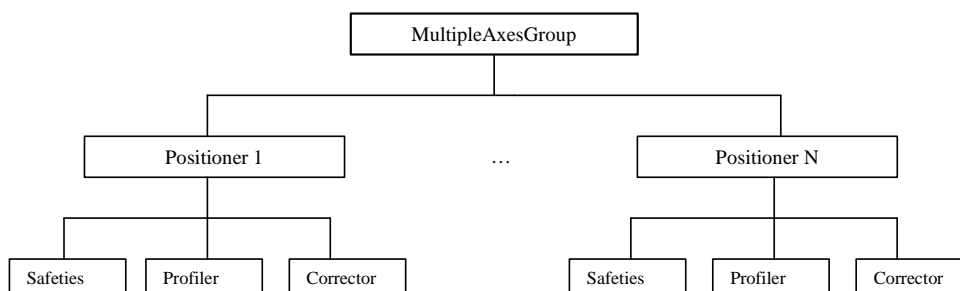 MultipleAxesGroup
Positioner 1
…
Positioner N
Safeties
Profiler
Corrector
Safeties
Profiler
Corrector